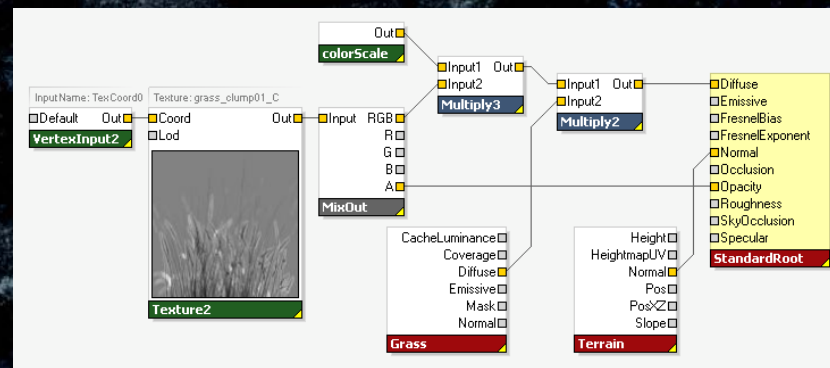 Out
colorScale
Input1 Out
Input2
Multiply3
Input1 Out
Input2
Multiply2
InputName: TexCoord0
Default Out
VertexInput2
Texture: grass_clump01_C
Coord Out
Lod
Texture2
Input RGB
R
G
B
A
MixOut
CacheLuminance
Coverage
Diffuse
Emissive
Mask
Normal
Grass
Height
HeightmapUV
Normal
Pos
PosXZ
Slope
Terrain
Diffuse
Emissive
FresnelBias
FresnelExponent
Normal
Occlusion
Opacity
Roughness
SkyOcclusion
Specular
StandardRoot